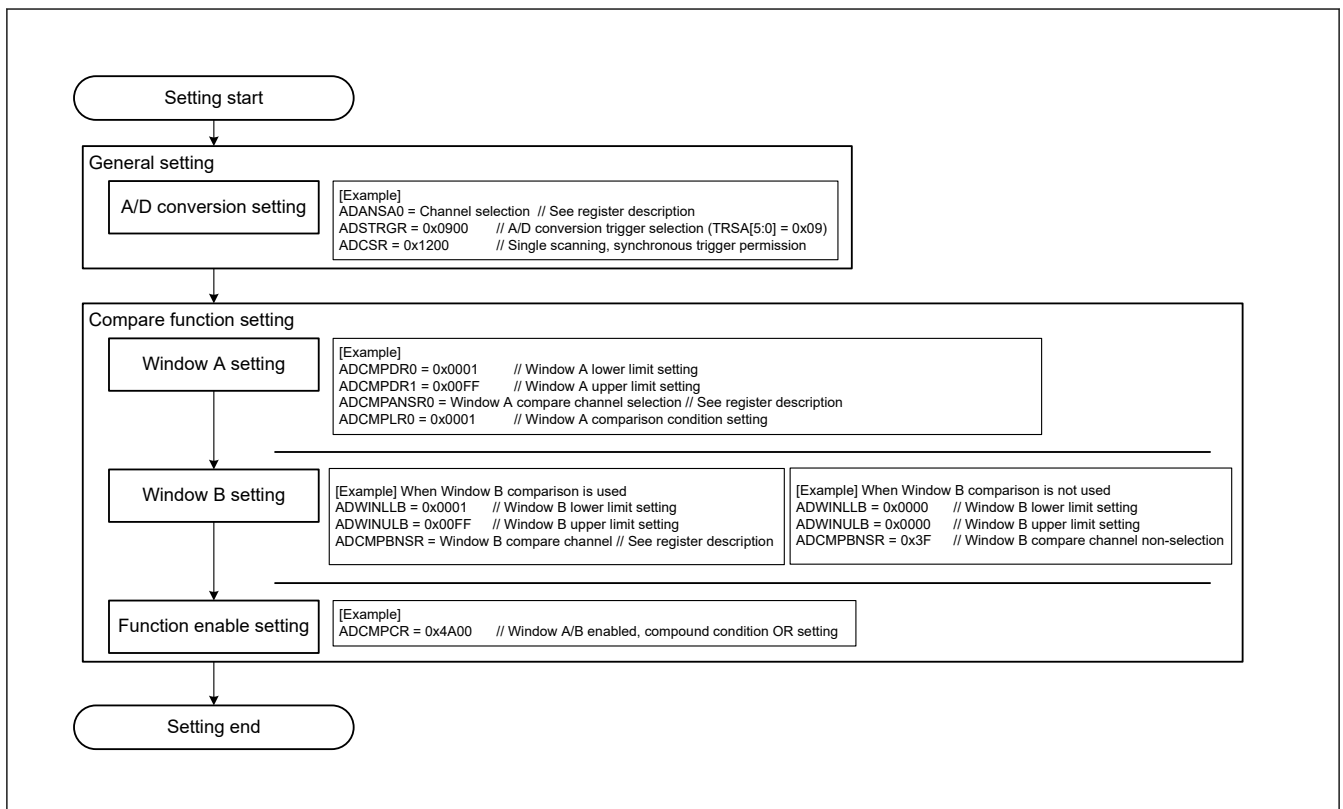 Setting start
General setting
A/D conversion setting
[Example]
ADANSA0 = Channel selection // See register description
ADSTRGR = 0x0900 // A/D conversion trigger selection (TRSA[5:0] = 0x09)
ADCSR = 0x1200 // Single scanning, synchronous trigger permission
Compare function setting
Window A setting
[Example]
ADCMPDR0 = 0x0001 // Window A lower limit setting
ADCMPDR1 = 0x00FF // Window A upper limit setting
ADCMPANSR0 = Window A compare channel selection // See register description
ADCMPLR0 = 0x0001 // Window A comparison condition setting
Window B setting
[Example] When Window B comparison is used
ADWINLLB = 0x0001 // Window B lower limit setting
ADWINULB = 0x00FF // Window B upper limit setting
ADCMPBNSR = Window B compare channel // See register description
[Example] When Window B comparison is not used
ADWINLLB = 0x0000 // Window B lower limit setting
ADWINULB = 0x0000 // Window B upper limit setting
ADCMPBNSR = 0x3F // Window B compare channel non-selection
Function enable setting
[Example]
ADCMPCR = 0x4A00 // Window A/B enabled, compound condition OR setting
Setting end